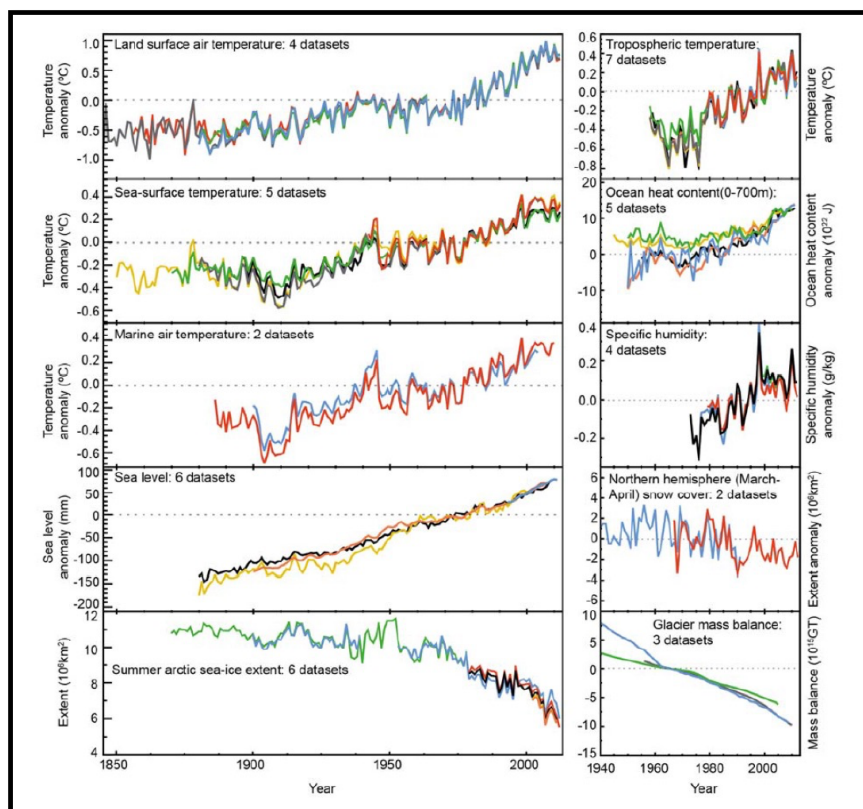 Land surface air temperature: 4 datasets
Temperature
anomaly (ºC)
1.0
0.5
0.0
-0.5
-1.0
Sea-surface temperature: 5 datasets
Temperature
anomaly (ºC)
0.4
0.2
-0.0
-0.2
-0.4
-0.6
Marine air temperature: 2 datasets
Temperature
anomaly (ºC)
0.4
0.2
0.0
-0.2
-0.4
-0.6
Sea level: 6 datasets
Sea level
anomaly (mm)
100
50
0
-50
-100
-150
-200
Summer arctic sea-ice extent: 6 datasets
Extent (10⁶km²)
12
10
8
6
4
1850
1900
1950
2000
Year
Tropospheric temperature:
7 datasets
Temperature
anomaly (ºC)
0.6
0.4
0.2
0.0
-0.2
-0.4
-0.6
-0.8
Ocean heat content(0-700m):
5 datasets
Ocean heat content
anomaly (10²² J)
20
10
0
-10
Specific humidity:
4 datasets
Specific humidity
anomaly (g/kg)
0.4
0.2
0.0
-0.2
Northern hemisphere (March-
April) snow cover: 2 datasets
Extent anomaly (10⁶km²)
6
4
2
0
-2
-4
-6
Glacier mass balance:
3 datasets
Mass balance (10¹⁵GT)
10
5
0
-5
-10
-15
1940
1960
1980
2000
Year